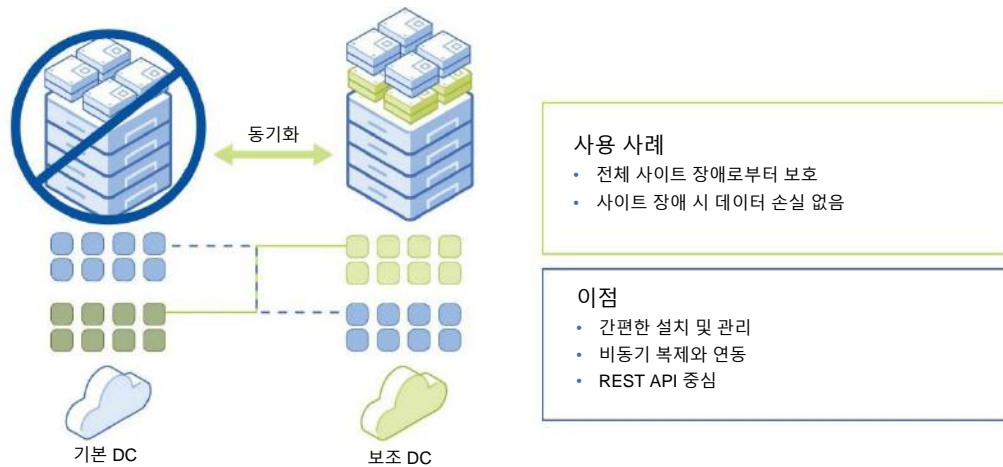 동기화
기본 DC
보조 DC
사용 사례
• 전체 사이트 장애로부터 보호
• 사이트 장애 시 데이터 손실 없음
이점
• 간편한 설치 및 관리
• 비동기 복제와 연동
• REST API 중심